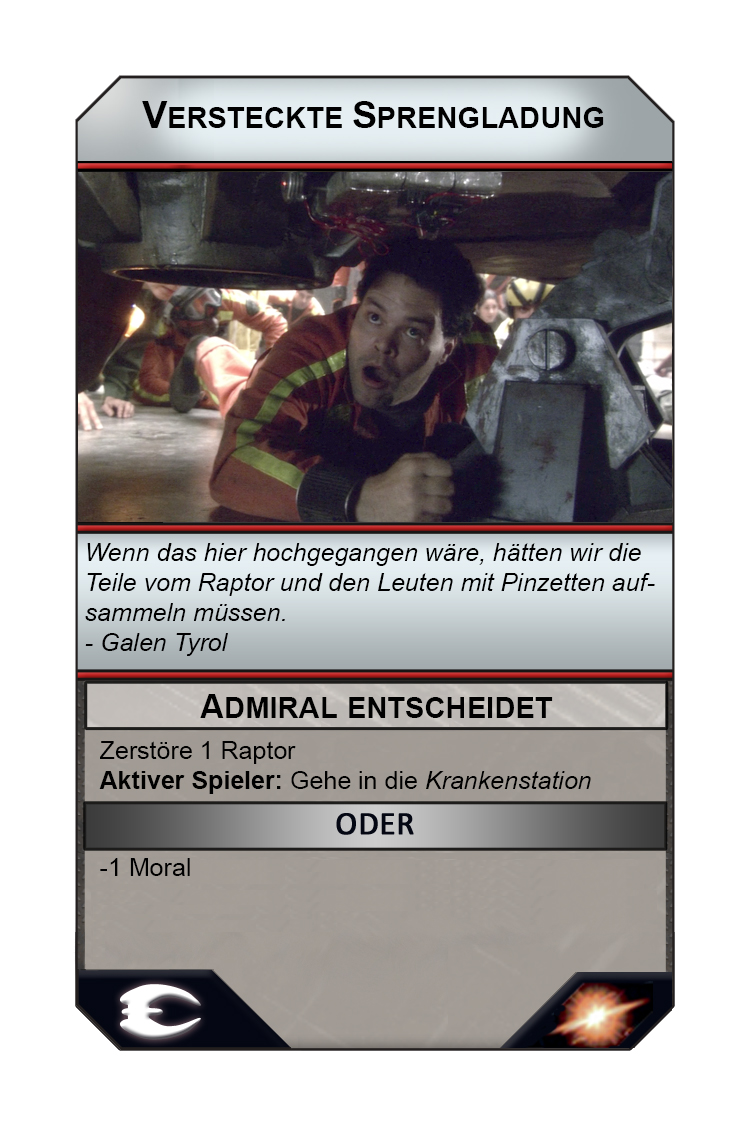 Versteckte Sprengladung
Wenn das hier hochgegangen wäre, hätten wir die
Teile vom Raptor und den Leuten mit Pinzetten auf-
sammeln müssen.
- Galen Tyrol
Admiral entscheidet
Zerstöre 1 Raptor
Aktiver Spieler: Gehe in die Krankenstation
ODER
-1 Moral